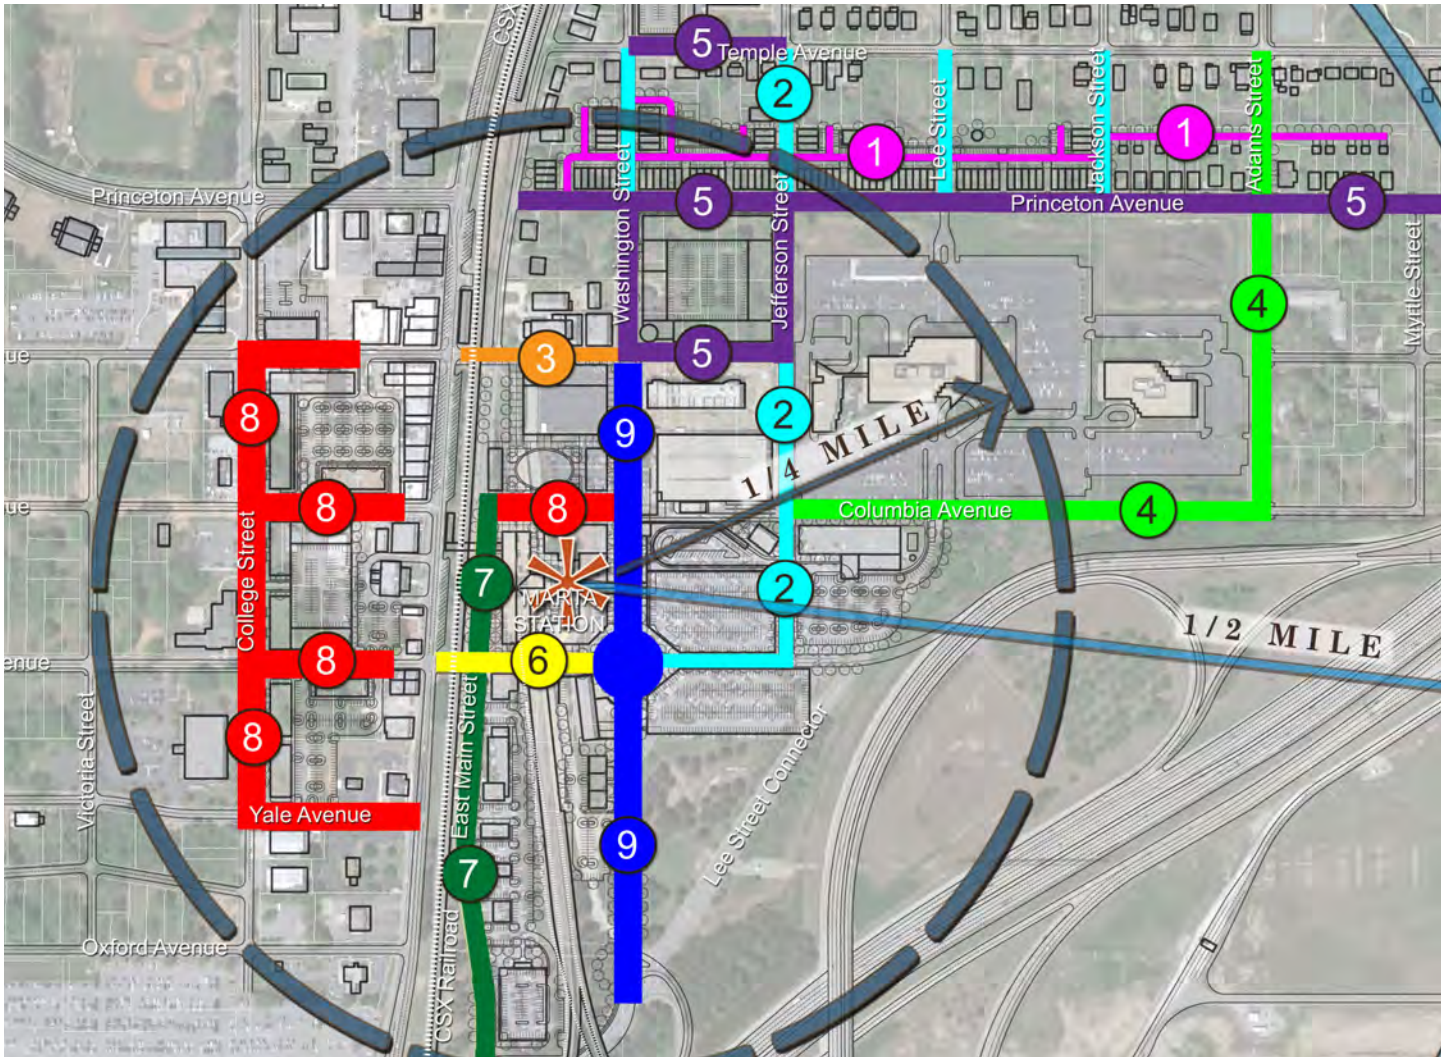 CSX
5
Temple Avenue
2
Lee Street
Jackson Street
Adams Street
1
1
Washington Street
Jefferson Street
Princeton Avenue
5
Princeton Avenue
5
Myrtle Street
4
3
5
ue
8
9
2
1/4 MILE
ue
8
8
Columbia Avenue
4
College Street
7
MARTA
STATION
2
1/2 MILE
enue
8
6
Victoria Street
8
East Main Street
Lee Street Connector
Yale Avenue
9
7
Oxford Avenue
CSX Railroad